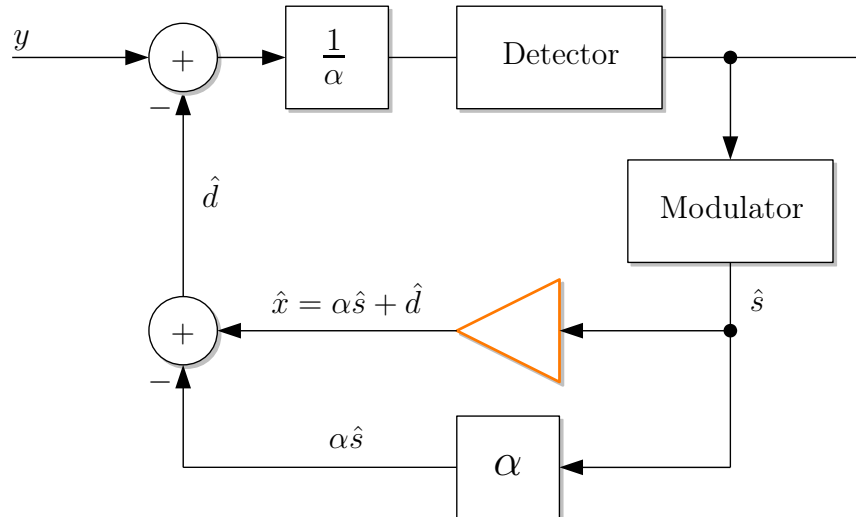 y
+
1/α
Detector
−
d̂
Modulator
x̂ = αŝ + d̂
ŝ
+
−
αŝ
α